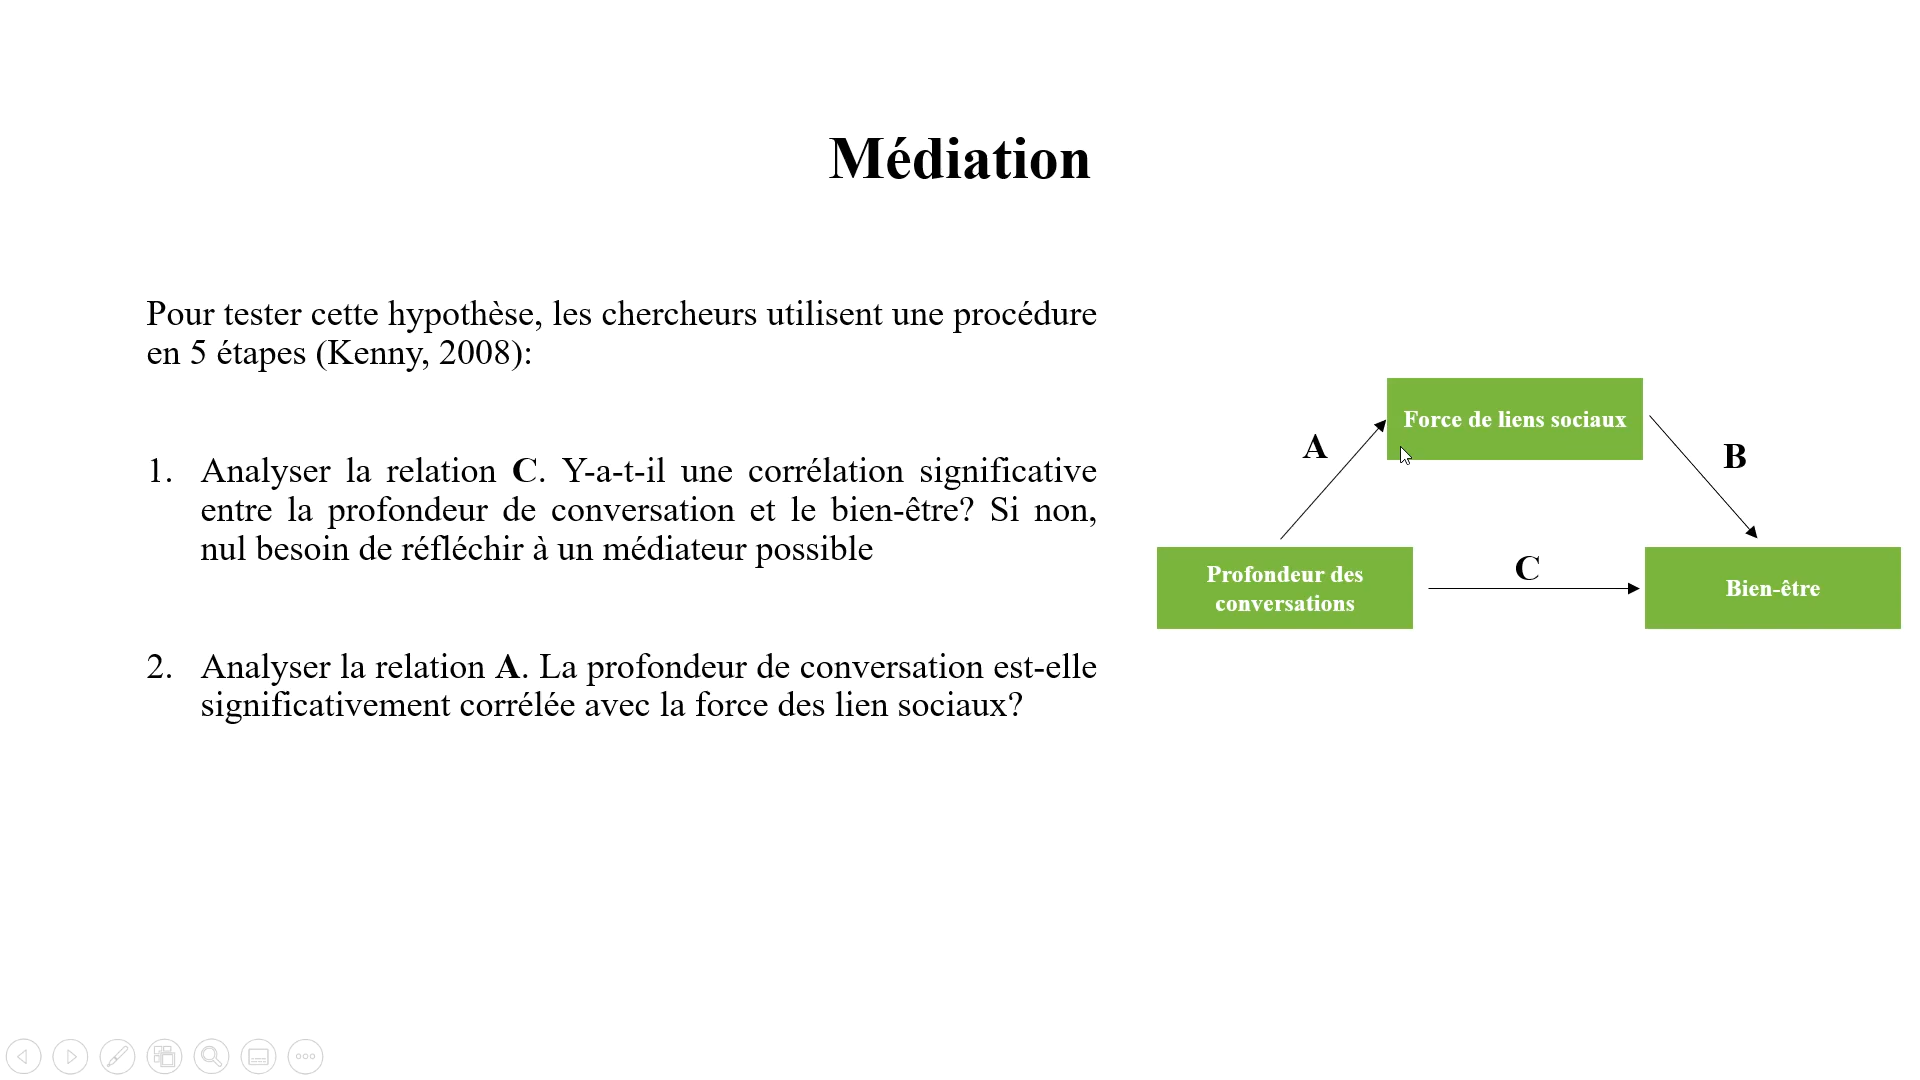 Médiation
Pour tester cette hypothèse, les chercheurs utilisent une procédure
en 5 étapes (Kenny, 2008):
1. Analyser la relation C. Y-a-t-il une corrélation significative
entre la profondeur de conversation et le bien-être? Si non,
nul besoin de réfléchir à un médiateur possible
2. Analyser la relation A. La profondeur de conversation est-elle
significativement corrélée avec la force des lien sociaux?
Force de liens sociaux
A
B
Profondeur des
conversations
C
Bien-être